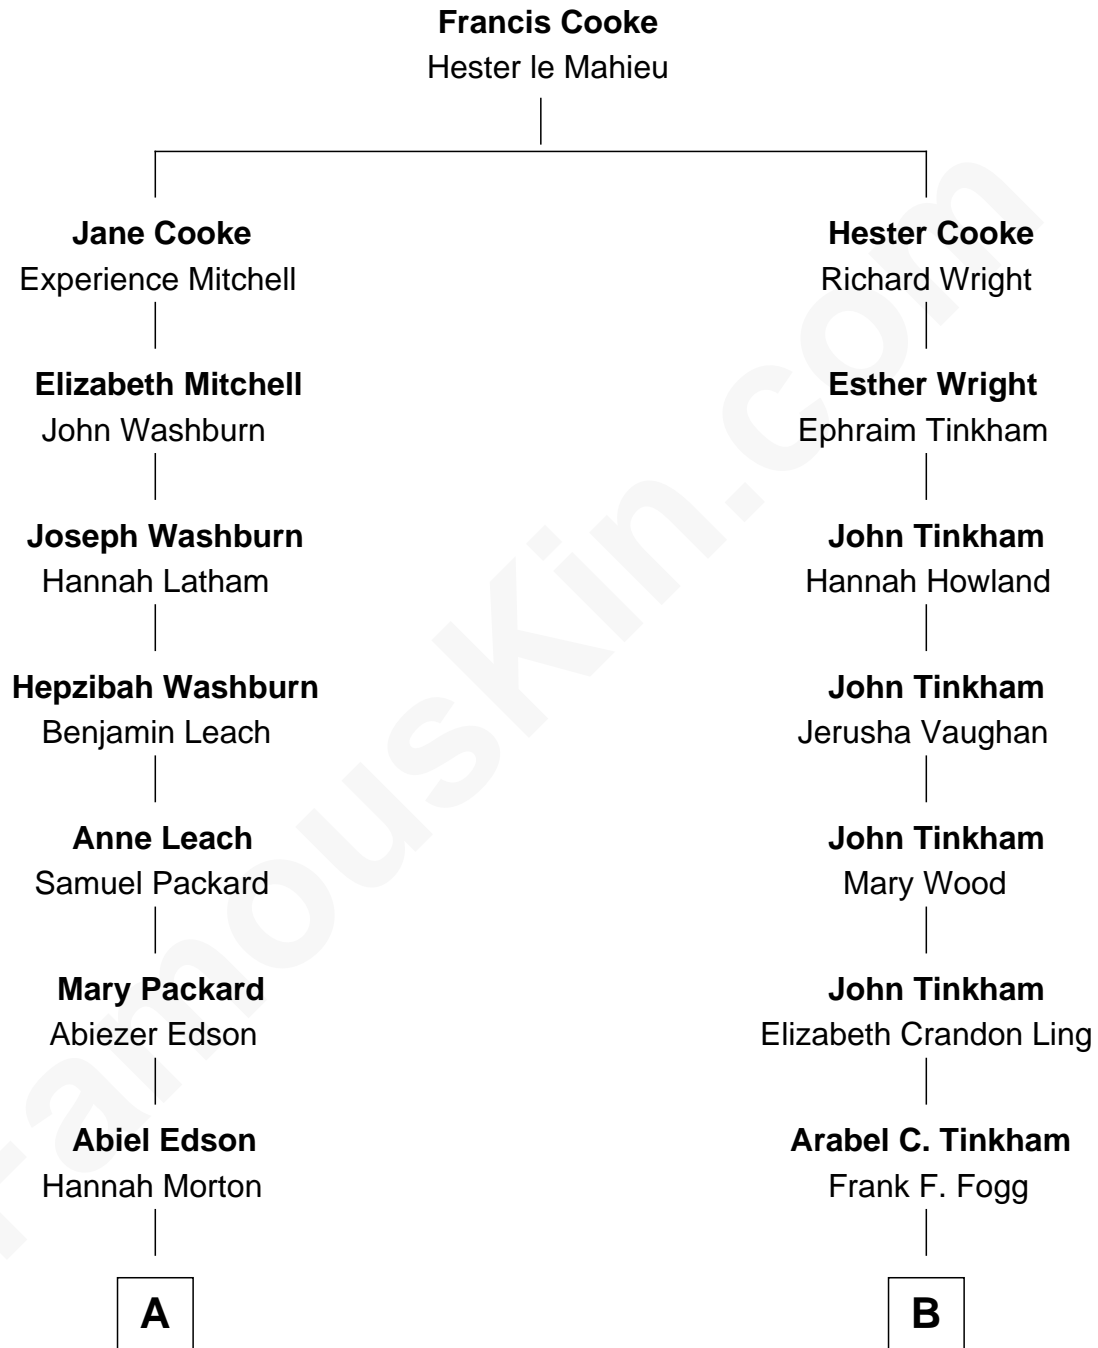 Francis Cooke
Hester le Mahieu
Jane Cooke
Experience Mitchell
Hester Cooke
Richard Wright
Elizabeth Mitchell
John Washburn
Esther Wright
Ephraim Tinkham
Joseph Washburn
Hannah Latham
John Tinkham
Hannah Howland
Hepzibah Washburn
Benjamin Leach
John Tinkham
Jerusha Vaughan
Anne Leach
Samuel Packard
John Tinkham
Mary Wood
Mary Packard
Abiezer Edson
John Tinkham
Elizabeth Crandon Ling
Abiel Edson
Hannah Morton
Arabel C. Tinkham
Frank F. Fogg
A
B
FamousKin.com